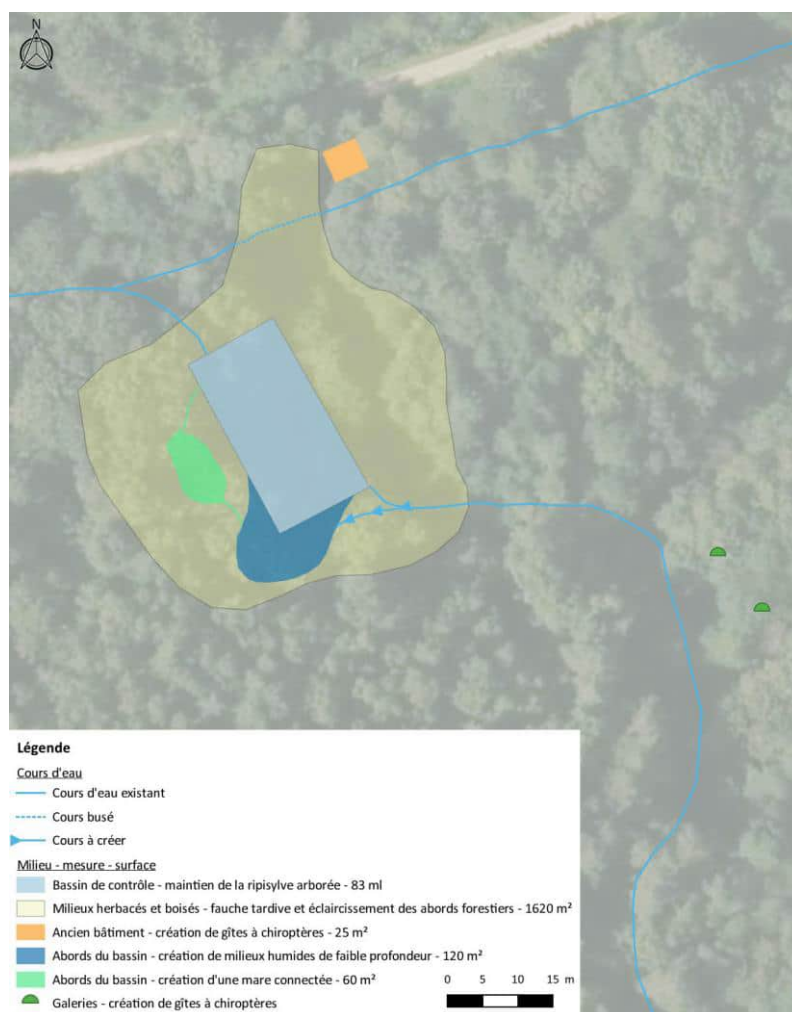 N
Légende
Cours d'eau
Cours d'eau existant
Cours busé
Cours à créer
Milieu - mesure - surface
Bassin de contrôle - maintien de la ripisylve arborée - 83 ml
Milieux herbacés et boisés - fauche tardive et éclaircissement des abords forestiers - 1620 m²
Ancien bâtiment - création de gîtes à chiroptères - 25 m²
Abords du bassin - création de milieux humides de faible profondeur - 120 m²
Abords du bassin - création d'une mare connectée - 60 m²
Galeries - création de gîtes à chiroptères
0 5 10 15 m